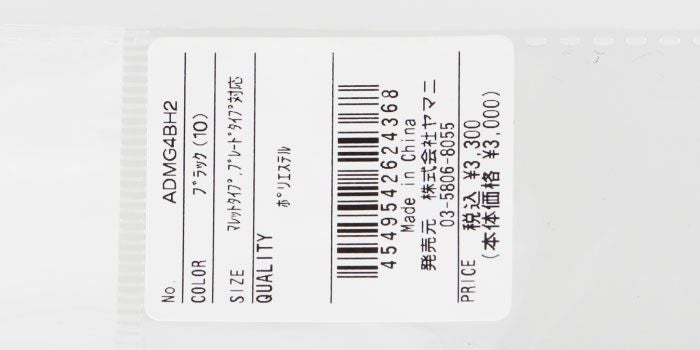 No. ADMG4BH2
COLOR ブラック(10)
SIZE マレットタイプ,ブレードタイプ対応
QUALITY
ポリエステル
4549542624368
Made in China
発売元 株式会社ヤマニ
03-5806-8055
PRICE 税込 ¥3,300
(本体価格 ¥3,000)